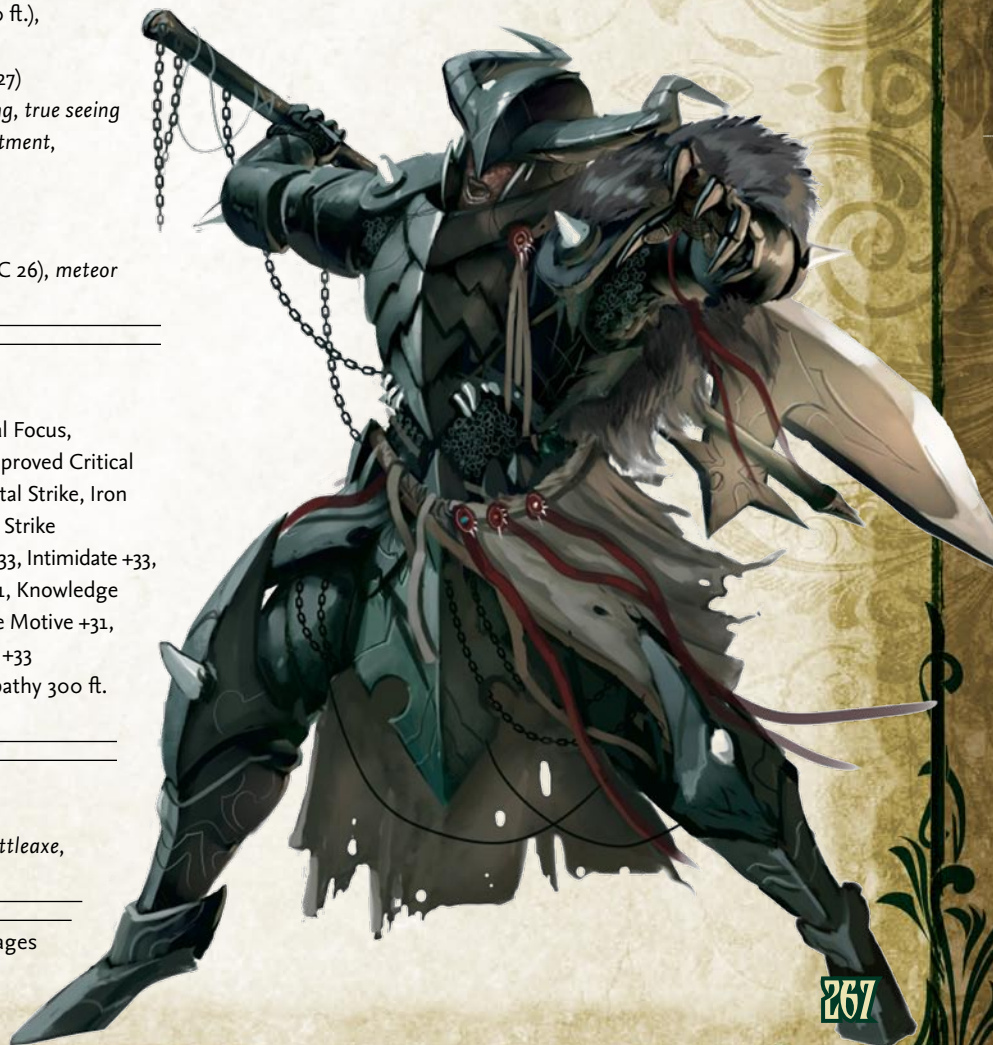 o ft.),
27)
ng, true seeing
tment,
C 26), meteor
al Focus,
proved Critical
tal Strike, Iron
Strike
33, Intimidate +33,
1, Knowledge
e Motive +31,
+33
pathy 300 ft.
ttleaxe,
ages
267